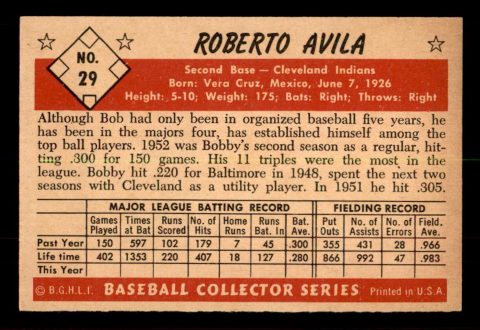 NO. 29
ROBERTO AVILA
Second Base — Cleveland Indians
Born: Vera Cruz, Mexico, June 7, 1926
Height: 5-10; Weight: 175; Bats: Right; Throws: Right
Although Bob had only been in organized baseball five years, he
has been in the majors four, has established himself among the
top ball players. 1952 was Bobby's second season as a regular, hit-
ting .300 for 150 games. His 11 triples were the most in the
league. Bobby hit .220 for Baltimore in 1948, spent the next two
seasons with Cleveland as a utility player. In 1951 he hit .305.
MAJOR LEAGUE BATTING RECORD FIELDING RECORD
Games Played Times at Bat Runs Scored No. of Hits Home Runs Runs Bat. In Bat. Av. Put Outs No. of Assists No. of Errors Field. Ave.
Past Year 150 597 102 179 7 45 .300 355 431 28 .966
Life time 402 1353 220 407 18 127 .280 866 992 47 .983
This Year
© B.G.H.L.I. BASEBALL COLLECTOR SERIES Printed in U.S.A.